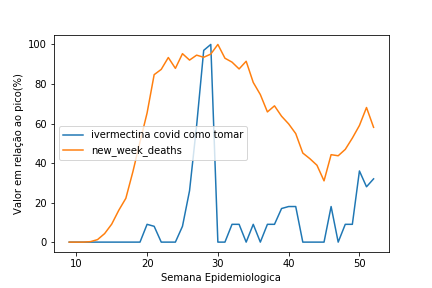 100
80
60
40
20
0
Valor em relação ao pico(%)
ivermectina covid como tomar
new_week_deaths
10
20
30
40
50
Semana Epidemiologica